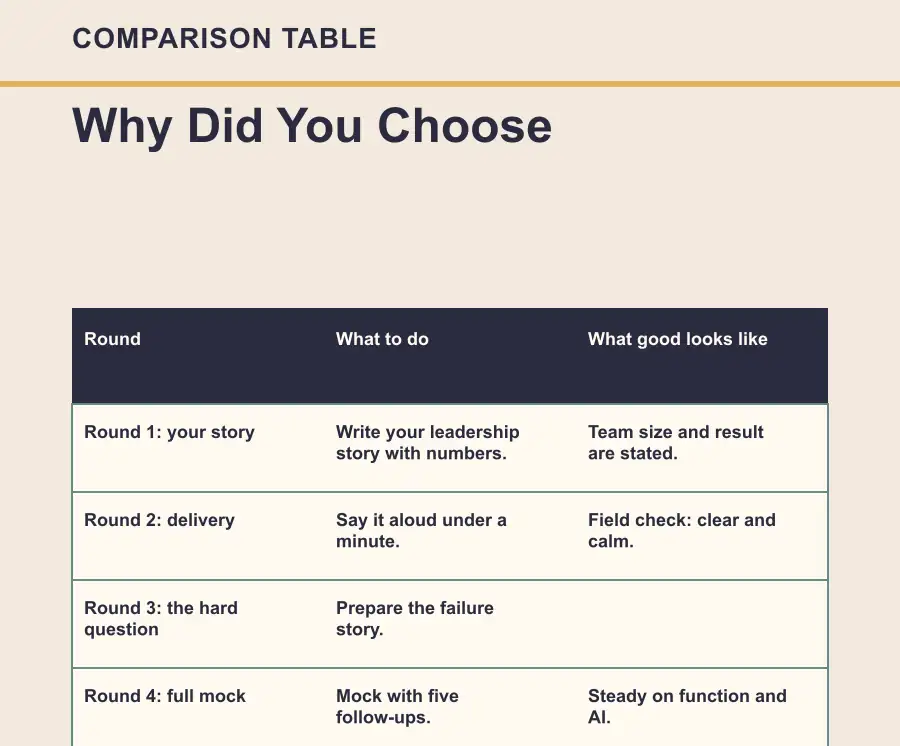 COMPARISON TABLE
Why Did You Choose
Round
What to do
What good looks like
Round 1: your story
Write your leadership
story with numbers.
Team size and result
are stated.
Round 2: delivery
Say it aloud under a
minute.
Field check: clear and
calm.
Round 3: the hard
question
Prepare the failure
story.
Round 4: full mock
Mock with five
follow-ups.
Steady on function and
AI.